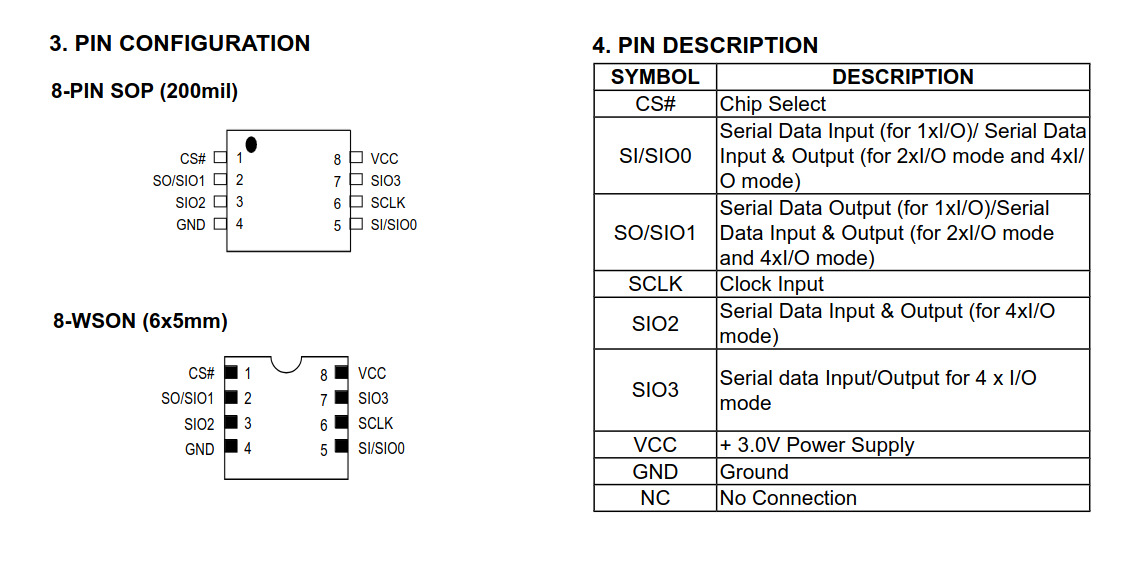 3. PIN CONFIGURATION
8-PIN SOP (200mil)
CS# 1 8 VCC
SO/SIO1 2 7 SIO3
SIO2 3 6 SCLK
GND 4 5 SI/SIO0
8-WSON (6x5mm)
CS# 1 8 VCC
SO/SIO1 2 7 SIO3
SIO2 3 6 SCLK
GND 4 5 SI/SIO0
4. PIN DESCRIPTION
SYMBOL DESCRIPTION
CS# Chip Select
Serial Data Input (for 1xI/O)/ Serial Data
SI/SIO0 Input & Output (for 2xI/O mode and 4xI/
O mode)
Serial Data Output (for 1xI/O)/Serial
SO/SIO1 Data Input & Output (for 2xI/O mode
and 4xI/O mode)
SCLK Clock Input
SIO2 Serial Data Input & Output (for 4xI/O
mode)
SIO3 Serial data Input/Output for 4 x I/O
mode
VCC + 3.0V Power Supply
GND Ground
NC No Connection